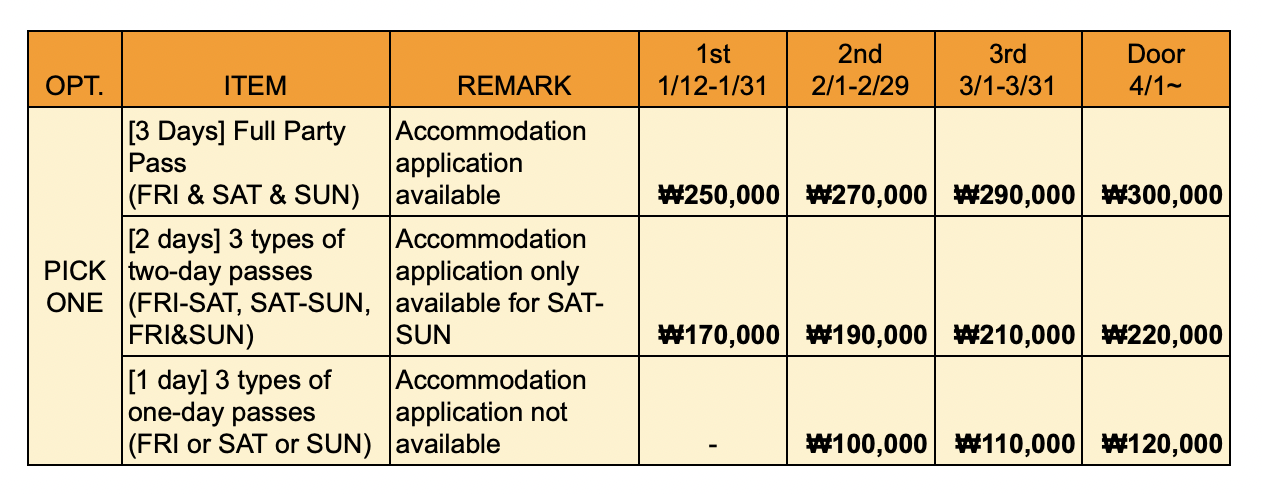 OPT. ITEM REMARK 1st 1/12-1/31 2nd 2/1-2/29 3rd 3/1-3/31 Door 4/1~
PICK ONE
[3 Days] Full Party
Pass
(FRI & SAT & SUN)
Accommodation
application
available
₩250,000 ₩270,000 ₩290,000 ₩300,000
[2 days] 3 types of
two-day passes
(FRI-SAT, SAT-SUN,
FRI&SUN)
Accommodation
application only
available for SAT-
SUN
₩170,000 ₩190,000 ₩210,000 ₩220,000
[1 day] 3 types of
one-day passes
(FRI or SAT or SUN)
Accommodation
application not
available
- ₩100,000 ₩110,000 ₩120,000